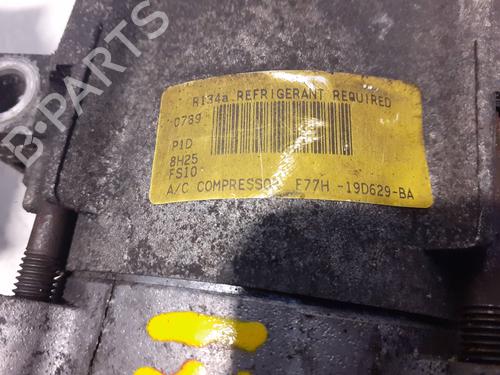 R134a REFRIGERANT REQUIRED
0789
P1D
8H25
FS10
A/C COMPRESSOR F77H -19D629-BA
B-PARTS